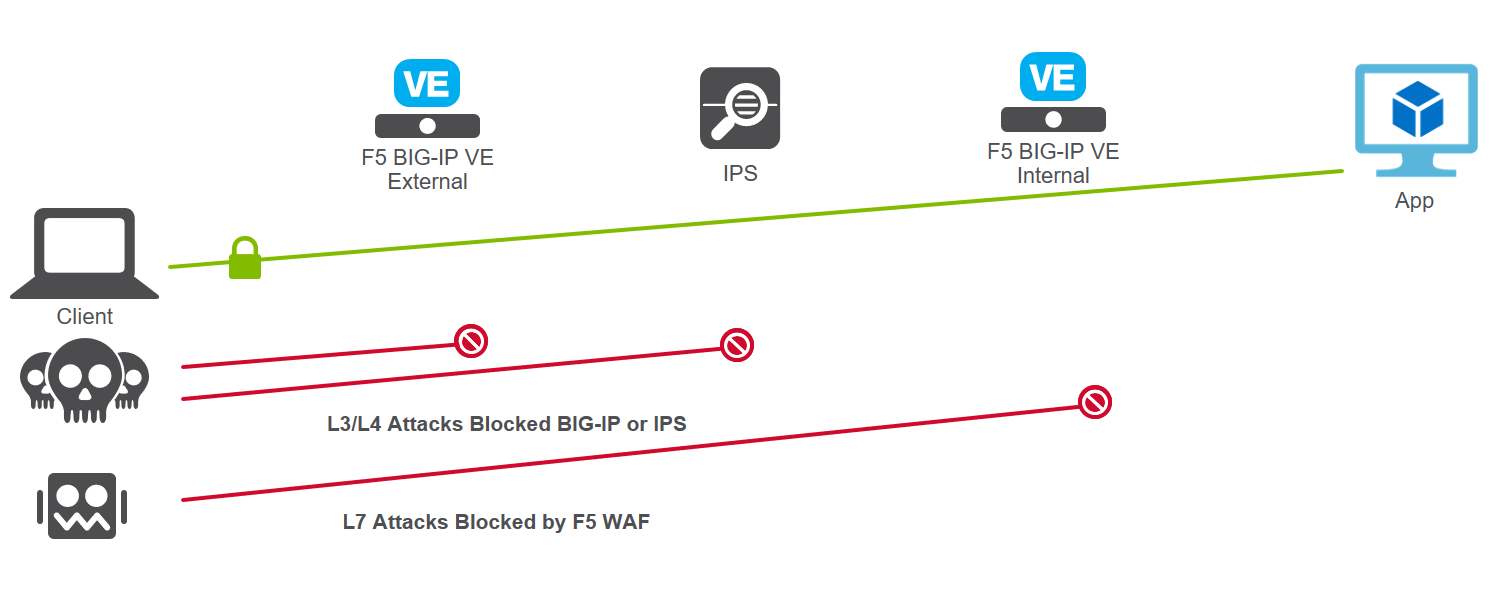 VE
F5 BIG-IP VE
External
IPS
VE
F5 BIG-IP VE
Internal
App
Client
L3/L4 Attacks Blocked BIG-IP or IPS
L7 Attacks Blocked by F5 WAF